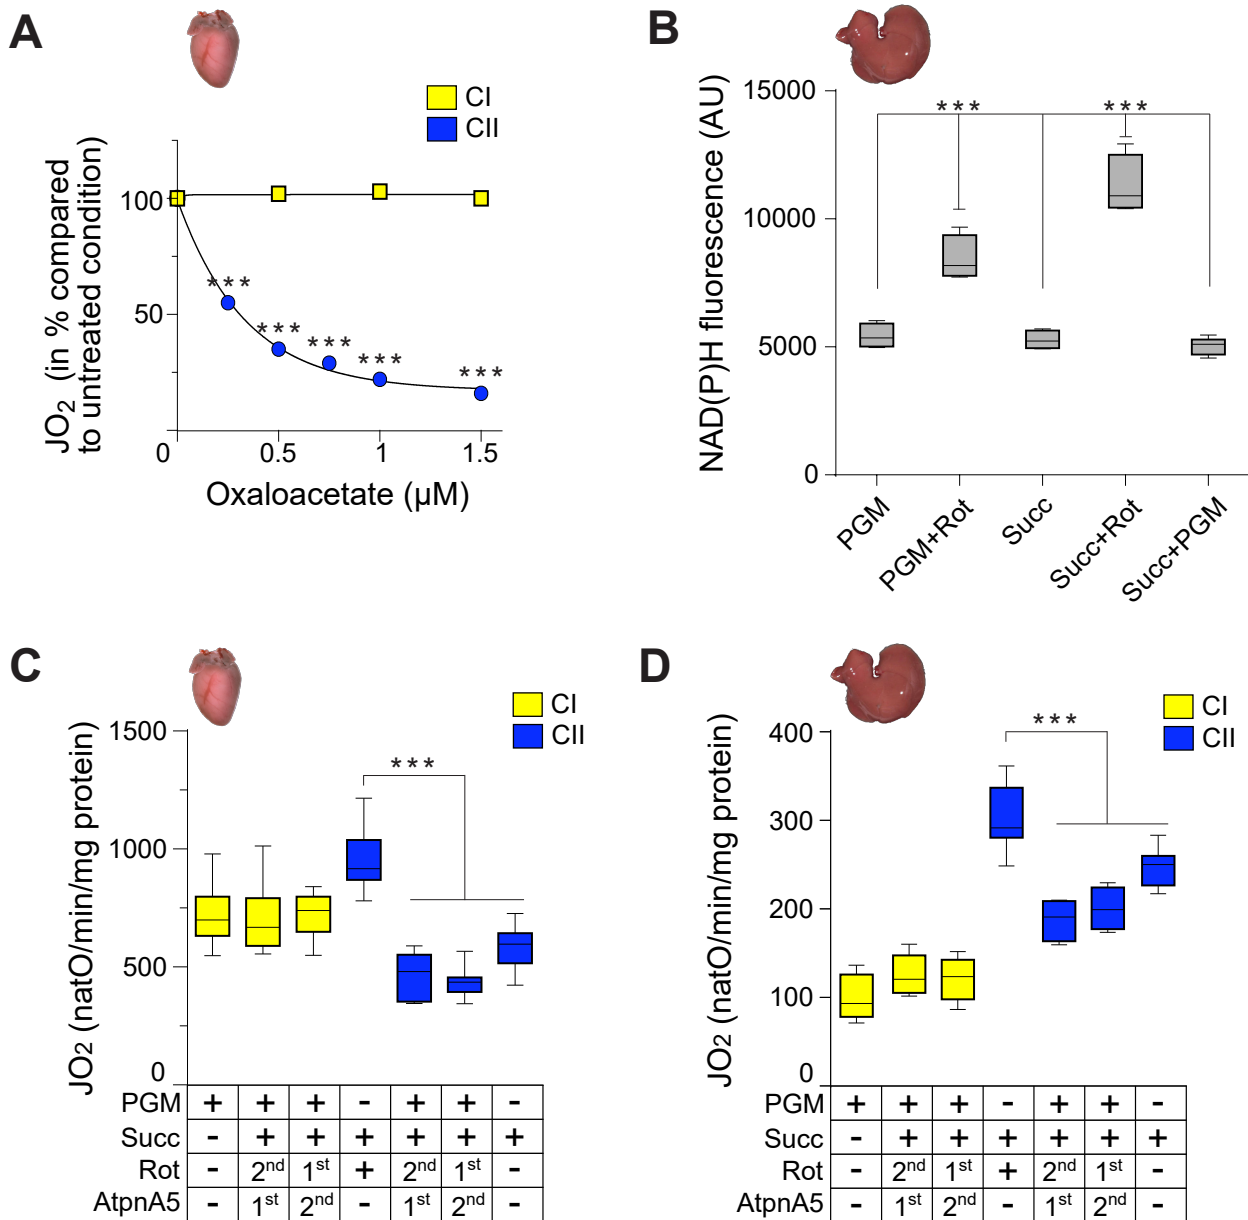 A
CI
CII
JO2 (in % compared
to untreated condition)
100
50
***
***
***
***
***
0
0.5
1
1.5
Oxaloacetate (µM)
B
NAD(P)H fluorescence (AU)
15000
10000
5000
0
***
***
PGM
PGM+Rot
Succ
Succ+Rot
Succ+PGM
C
CI
CII
JO2 (natO/min/mg protein)
1500
1000
500
0
***
PGM + + + - + + -
Succ - + + + + + +
Rot - 2nd 1st + 2nd 1st -
AtpnA5 - 1st 2nd - 1st 2nd -
D
CI
CII
JO2 (natO/min/mg protein)
400
300
200
100
0
***
PGM + + + - + + -
Succ - + + + + + +
Rot - 2nd 1st + 2nd 1st -
AtpnA5 - 1st 2nd - 1st 2nd -